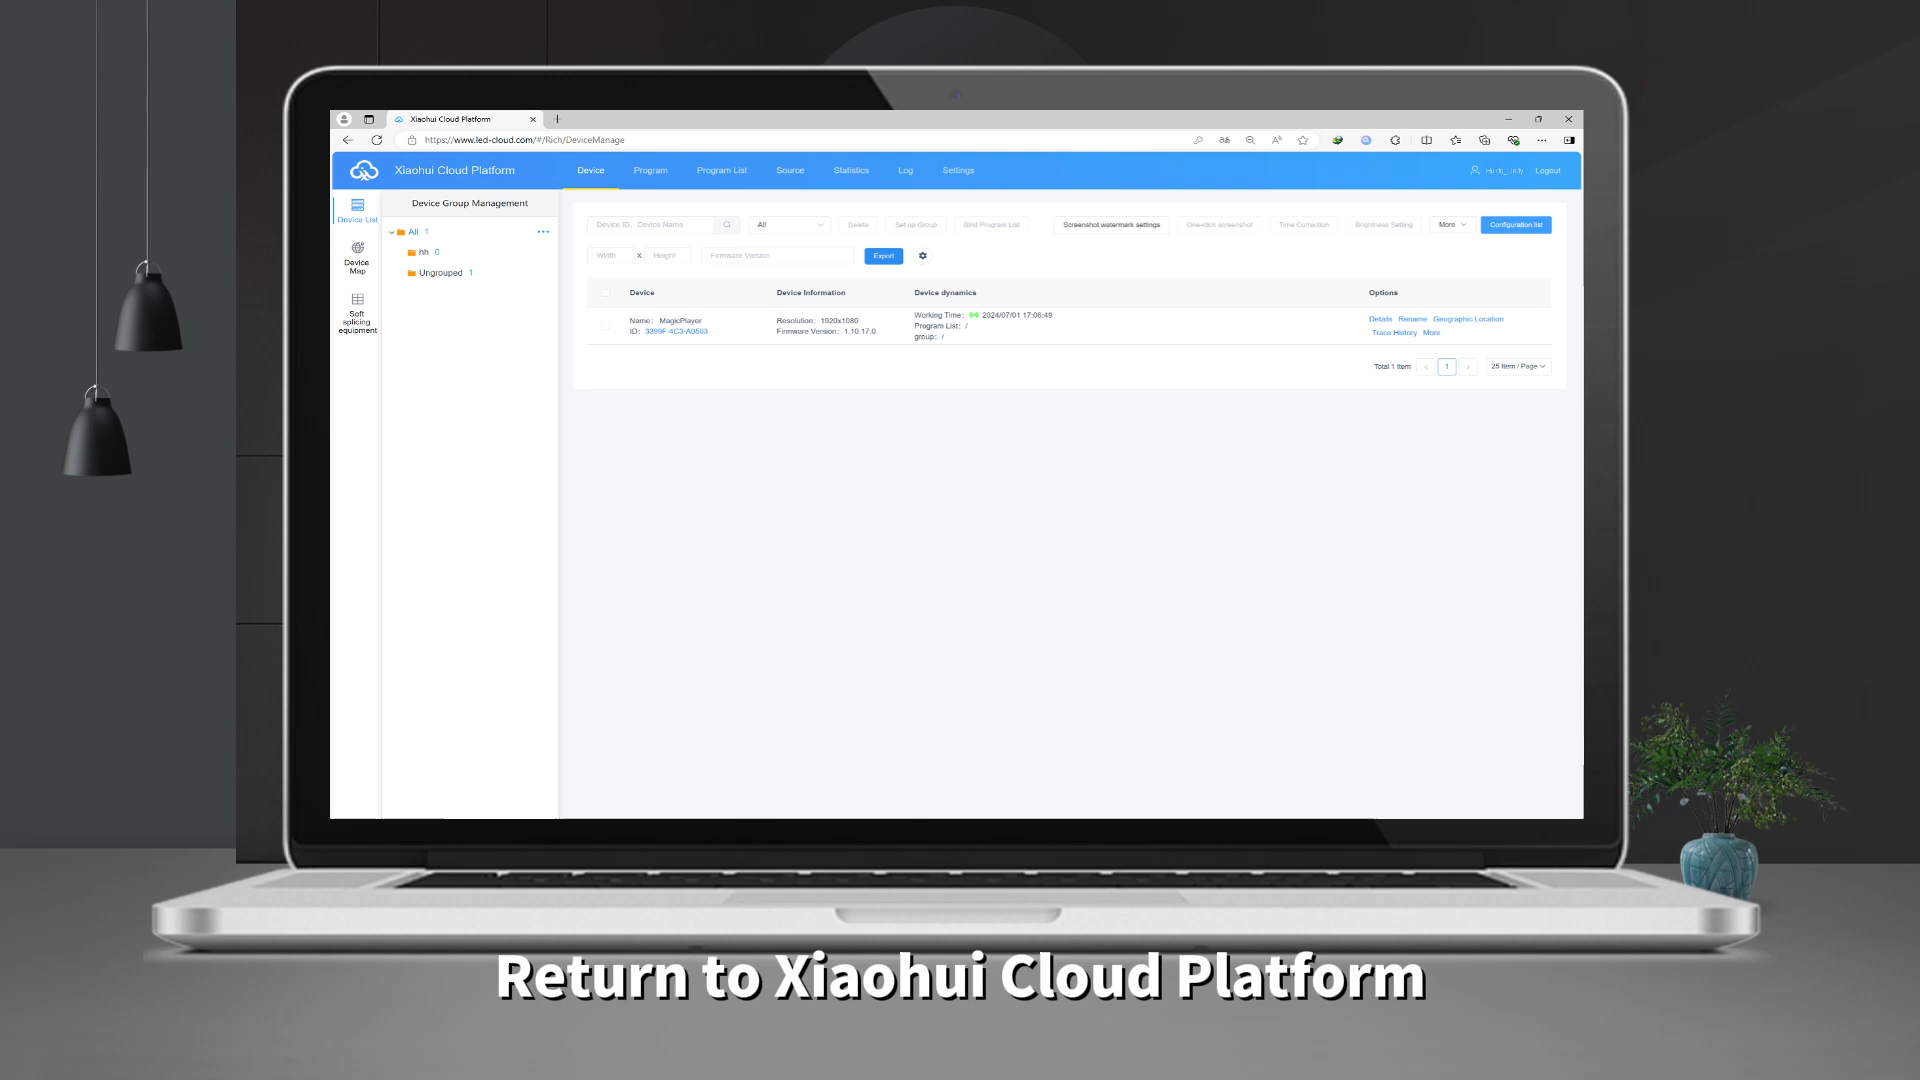 Xiaohui Cloud Platform
https://www.led-cloud.com/#/Rich/DeviceManage
Xiaohui Cloud Platform Device Program Program List Source Statistics Log Settings Logout
Device List
Device Map
Soft splicing equipment
Device Group Management
All 1
hh 0
Ungrouped 1
Device ID、Device Name All Delete Set up Group Bind Program List Screenshot watermark settings One-click screenshot Time Correction Brightness Setting More Configuration list
Width X Height Firmware Version Export
Device Device Information Device dynamics Options
Name： MagicPlayer
ID： 3399F-4C3-A0503
Resolution： 1920x1080
Firmware Version： 1.10.17.0
Working Time： 2024/07/01 17:06:49
Program List： /
group： /
Details Rename Geographic Location
Trace History More
Total 1 Item < 1 > 25 Item / Page
Return to Xiaohui Cloud Platform